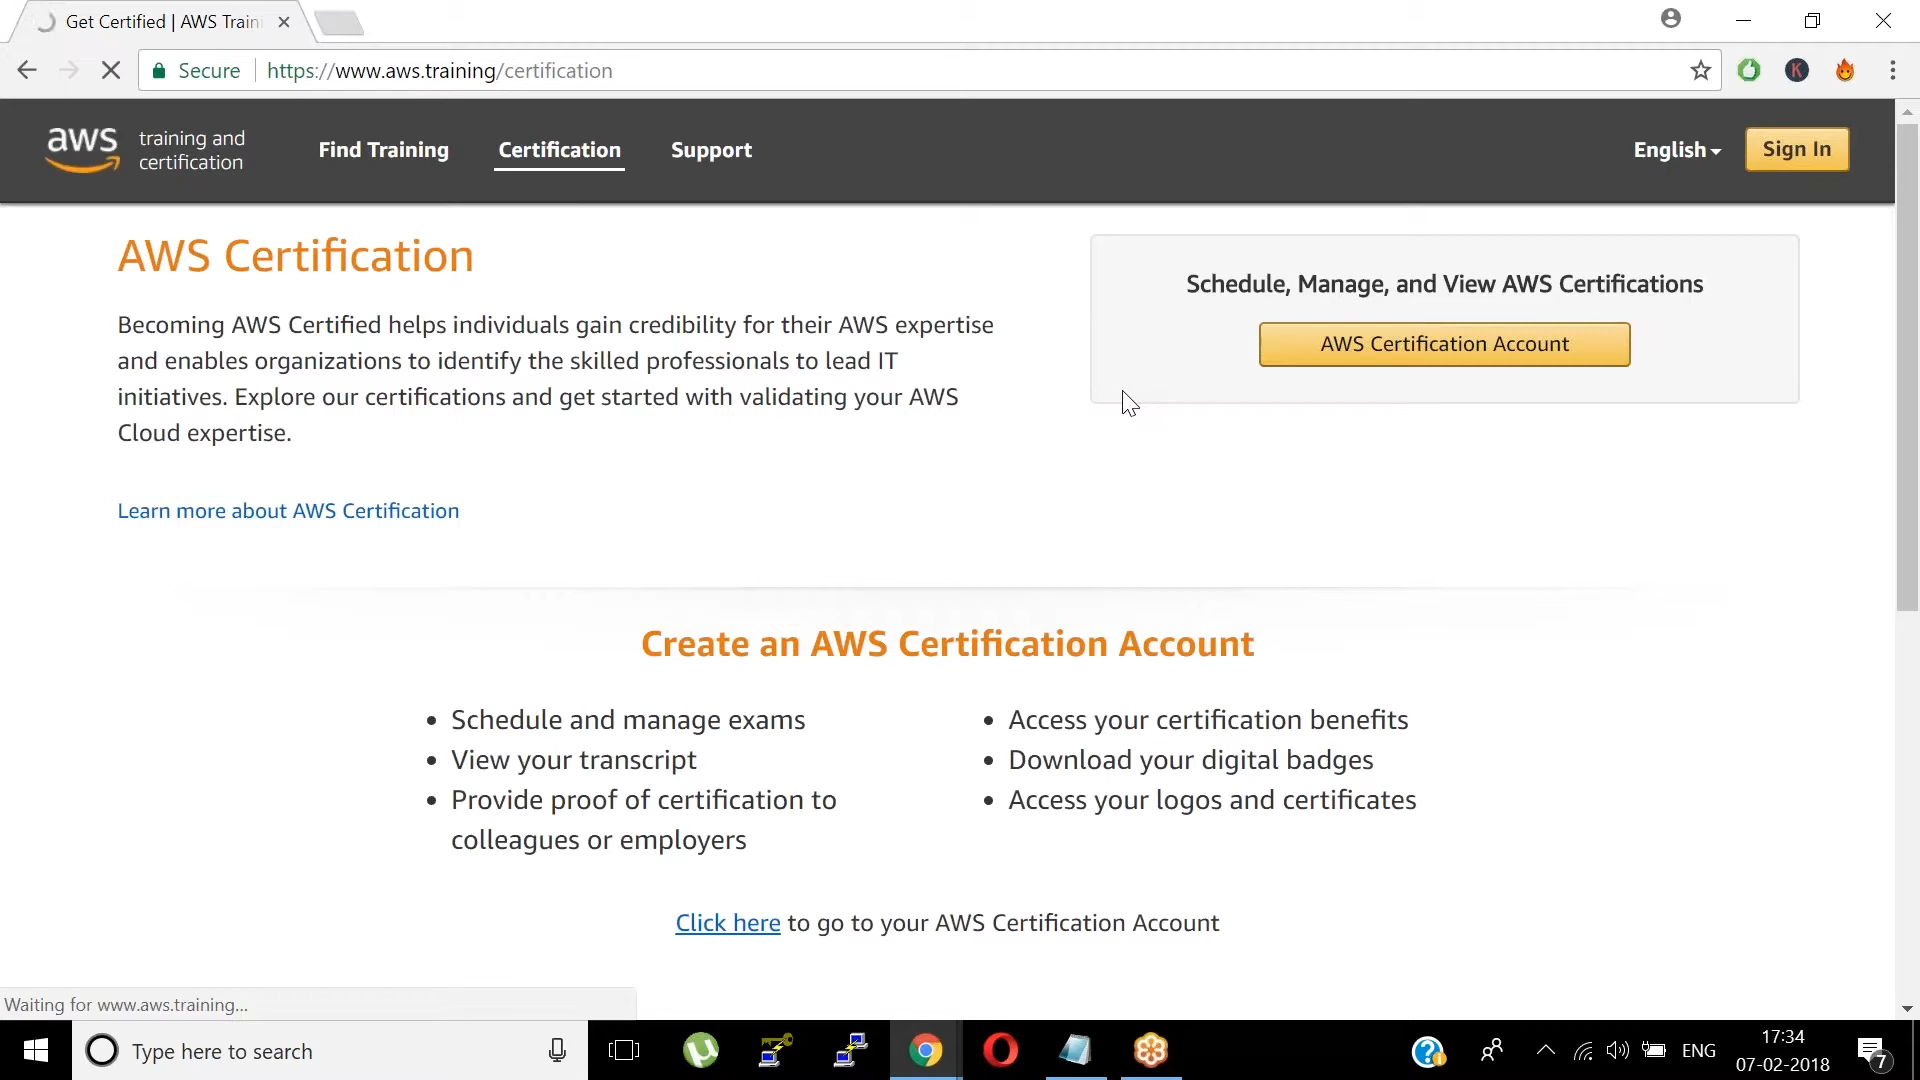 Get Certified | AWS Traini
Secure
https://www.aws.training/certification
aws
training and
certification
Find Training
Certification
Support
English
Sign In
AWS Certification
Becoming AWS Certified helps individuals gain credibility for their AWS expertise
and enables organizations to identify the skilled professionals to lead IT
initiatives. Explore our certifications and get started with validating your AWS
Cloud expertise.
Learn more about AWS Certification
Schedule, Manage, and View AWS Certifications
AWS Certification Account
Create an AWS Certification Account
• Schedule and manage exams
• View your transcript
• Provide proof of certification to
colleagues or employers
• Access your certification benefits
• Download your digital badges
• Access your logos and certificates
Click here to go to your AWS Certification Account
Waiting for www.aws.training...
Type here to search
ENG
17:34
07-02-2018
7